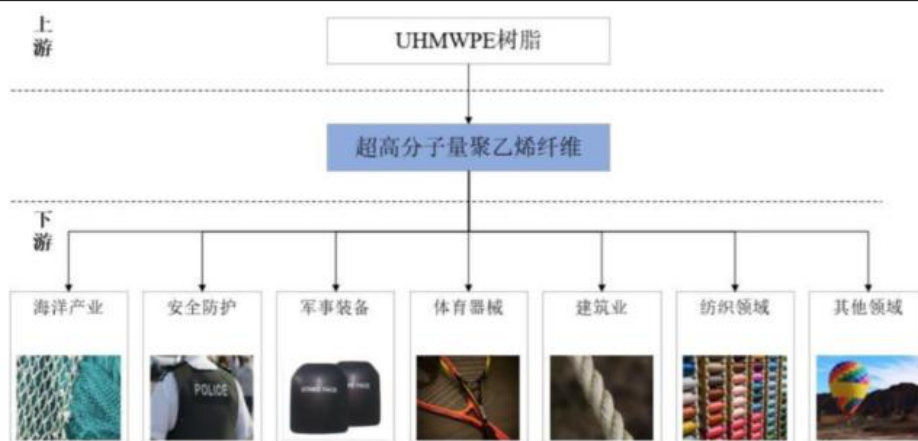 上游
UHMWPE树脂
超高分子量聚乙烯纤维
下游
海洋产业
安全防护
军事装备
体育器械
建筑业
纺织领域
其他领域
POLICE
STRIKE FACE